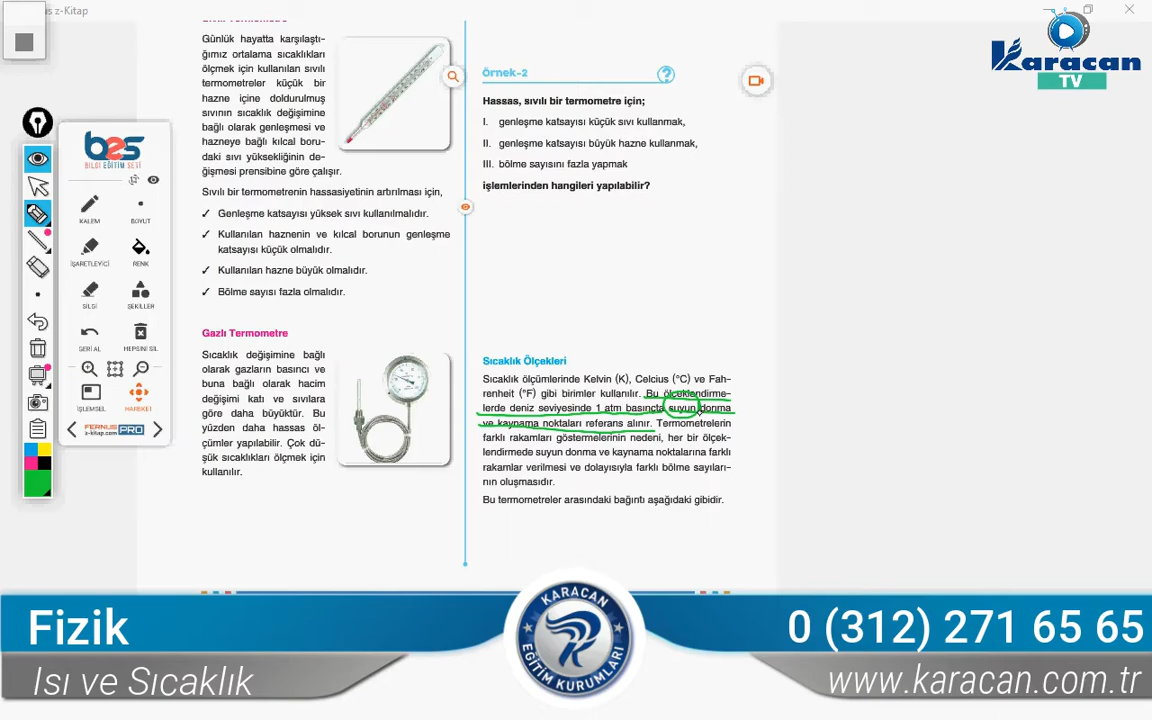 us z-Kitap
Karacan
TV
Günlük hayatta karşılaştı-
ğımız ortalama sıcaklıkları
ölçmek için kullanılan sıvılı
termometreler küçük bir
hazne içine doldurulmuş
sıvının sıcaklık değişimine
bağlı olarak genleşmesi ve
hazneye bağlı kılcal boru-
daki sıvı yüksekliğinin de-
ğişmesi prensibine göre çalışır.
Sıvılı bir termometrenin hassasiyetinin artırılması için,
✓ Genleşme katsayısı yüksek sıvı kullanılmalıdır.
✓ Kullanılan haznenin ve kılcal borunun genleşme
katsayısı küçük olmalıdır.
✓ Kullanılan hazne büyük olmalıdır.
✓ Bölme sayısı fazla olmalıdır.
Gazlı Termometre
Sıcaklık değişimine bağlı
olarak gazların basıncı ve
buna bağlı olarak hacim
değişimi katı ve sıvılara
göre daha büyüktür. Bu
yüzden daha hassas öl-
çümler yapılabilir. Çok dü-
şük sıcaklıkları ölçmek için
kullanılır.
Örnek-2
?
Hassas, sıvılı bir termometre için;
I. genleşme katsayısı küçük sıvı kullanmak,
II. genleşme katsayısı büyük hazne kullanmak,
III. bölme sayısını fazla yapmak
işlemlerinden hangileri yapılabilir?
Sıcaklık Ölçekleri
Sıcaklık ölçümlerinde Kelvin (K), Celcius (°C) ve Fah-
renheit (°F) gibi birimler kullanılır. Bu ölçeklendirme-
lerde deniz seviyesinde 1 atm basınçta suyun donma
ve kaynama noktaları referans alınır. Termometrelerin
farklı rakamları göstermelerinin nedeni, her bir ölçek-
lendirmede suyun donma ve kaynama noktalarına farklı
rakamlar verilmesi ve dolayısıyla farklı bölme sayıları-
nın oluşmasıdır.
Bu termometreler arasındaki bağıntı aşağıdaki gibidir.
bes
BİLGİ EĞİTİM SETİ
KALEM
BOYUT
İŞARETLEYİCİ
RENK
SİLGİ
ŞEKİLLER
GERİ AL
HEPSİNİ SİL
İŞLEMSEL
HAREKET
FERNUS PRO
z-kitap.com
Fizik
Isı ve Sıcaklık
KARACAN
EĞİTİM KURUMLARI
0 (312) 271 65 65
www.karacan.com.tr